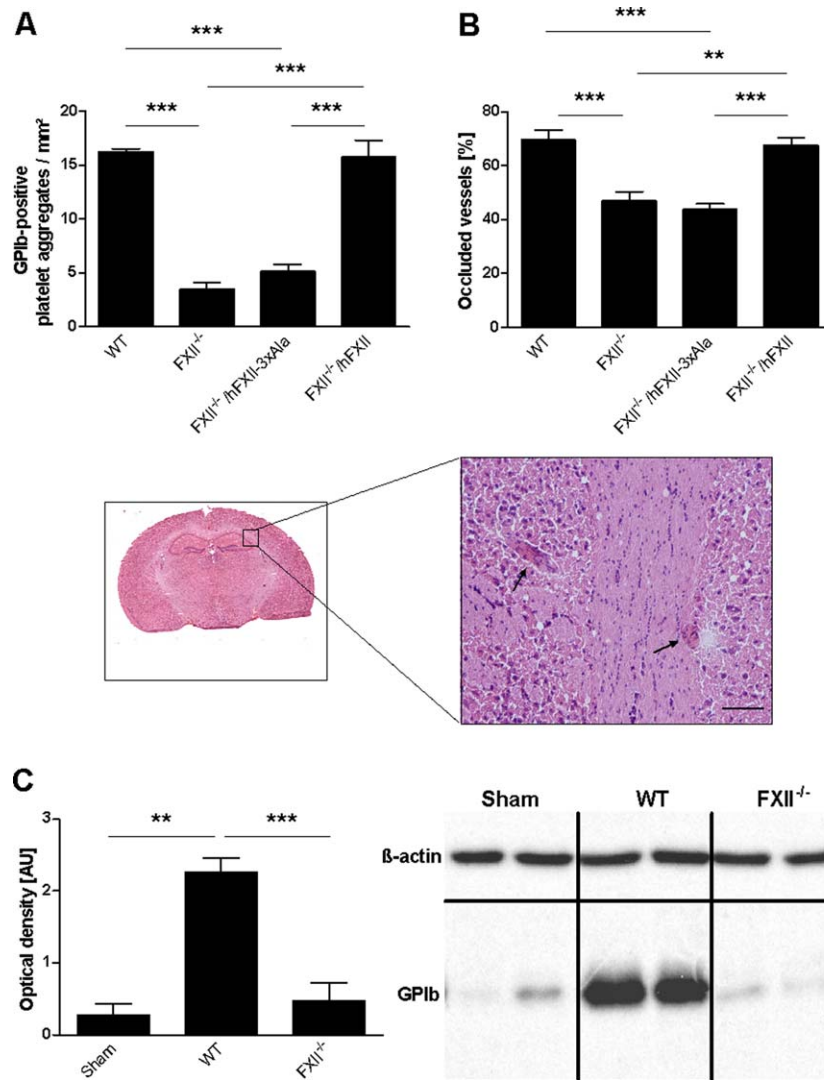 A
***
***
***
***
GPIb-positive
platelet aggregates / mm²
20
15
10
5
0
WT
FXII-/-
FXII-/- /hFXII-3xAla
FXII-/- /hFXII
B
***
**
***
***
Occluded vessels [%]
80
60
40
20
0
WT
FXII-/-
FXII-/- /hFXII-3xAla
FXII-/- /hFXII
C
**
***
Optical density [AU]
3
2
1
0
Sham
WT
FXII-/-
Sham WT FXII-/-
ß-actin
GPIb